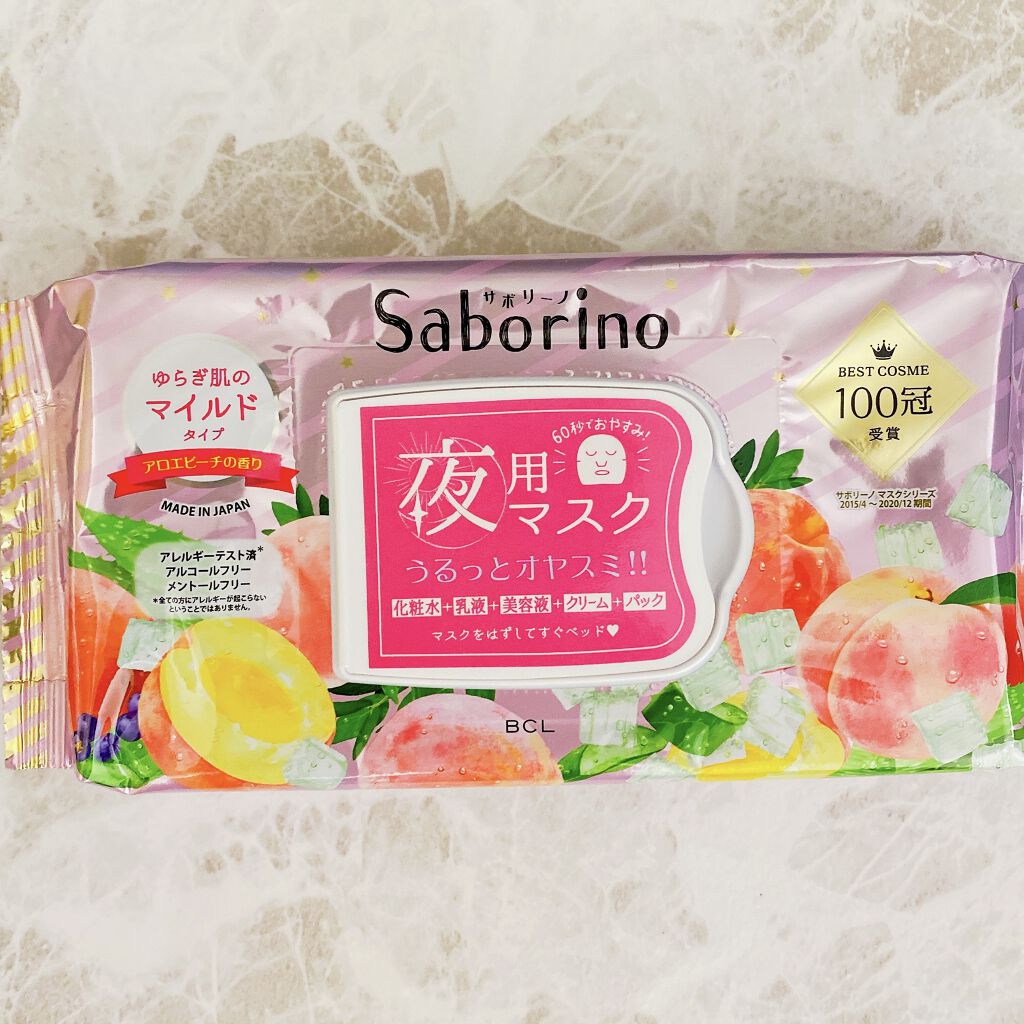 サボリーノ
Saborino
ゆらぎ肌の
マイルド
タイプ
アロエピーチの香り
MADE IN JAPAN
アレルギーテスト済*
アルコールフリー
メントールフリー
*全ての方にアレルギーが起こらない
ということではありません。
60秒でおやすみ!
夜用
マスク
うるっとオヤスミ!!
化粧水+乳液+美容液+クリーム+パック
マスクをはずしてすぐベッド♥
BCL
BEST COSME
100冠
受賞
サボリーノ マスクシリーズ
2015/4 〜 2020/12 期間